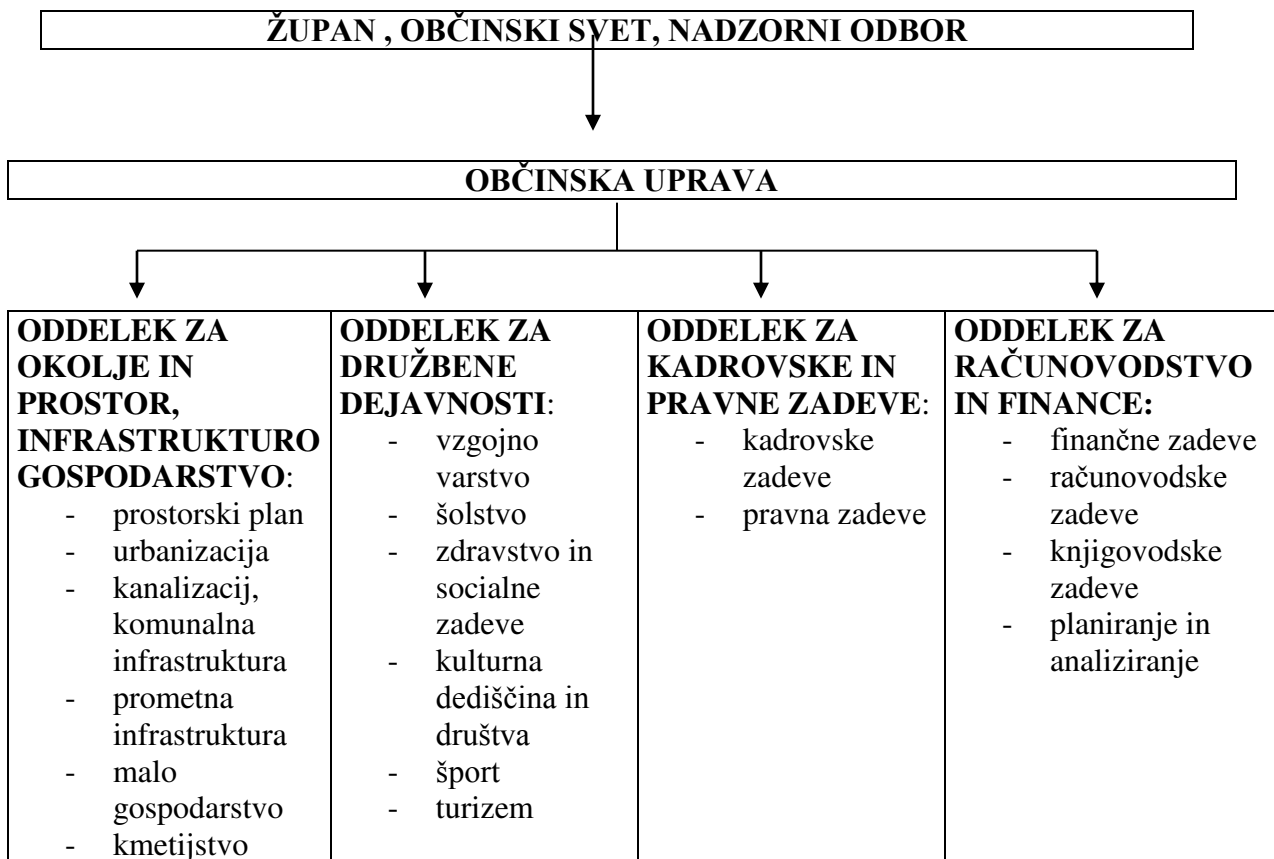 ŽUPAN , OBČINSKI SVET, NADZORNI ODBOR
OBČINSKA UPRAVA
ODDELEK ZA
OKOLJE IN
PROSTOR,
INFRASTRUKTURO
GOSPODARSTVO:
- prostorski plan
- urbanizacija
- kanalizacij,
komunalna
infrastruktura
- prometna
infrastruktura
- malo
gospodarstvo
- kmetijstvo
ODDELEK ZA
DRUŽBENE
DEJAVNOSTI:
- vzgojno
varstvo
- šolstvo
- zdravstvo in
socialne
zadeve
- kulturna
dediščina in
društva
- šport
- turizem
ODDELEK ZA
KADROVSKE IN
PRAVNE ZADEVE:
- kadrovske
zadeve
- pravna zadeve
ODDELEK ZA
RAČUNOVODSTVO
IN FINANCE:
- finančne zadeve
- računovodske
zadeve
- knjigovodske
zadeve
- planiranje in
analiziranje